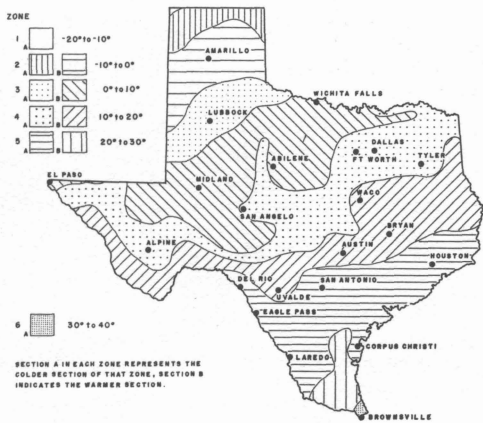 ZONE
1 A -20° to -10°
2 A B -10° to 0°
3 A B 0° to 10°
4 A B 10° to 20°
5 A B 20° to 30°
AMARILLO
WICHITA FALLS
LUBBOCK
DALLAS
ABILENE
FT WORTH
TYLER
EL PASO
MIDLAND
WACO
SAN ANGELO
BRYAN
ALPINE
AUSTIN
HOUSTON
DEL RIO
SAN ANTONIO
UVALDE
EAGLE PASS
6 A 30° to 40°
CORPUS CHRISTI
LAREDO
SECTION A IN EACH ZONE REPRESENTS THE
COLDER SECTION OF THAT ZONE, SECTION B
INDICATES THE WARMER SECTION.
BROWNSVILLE